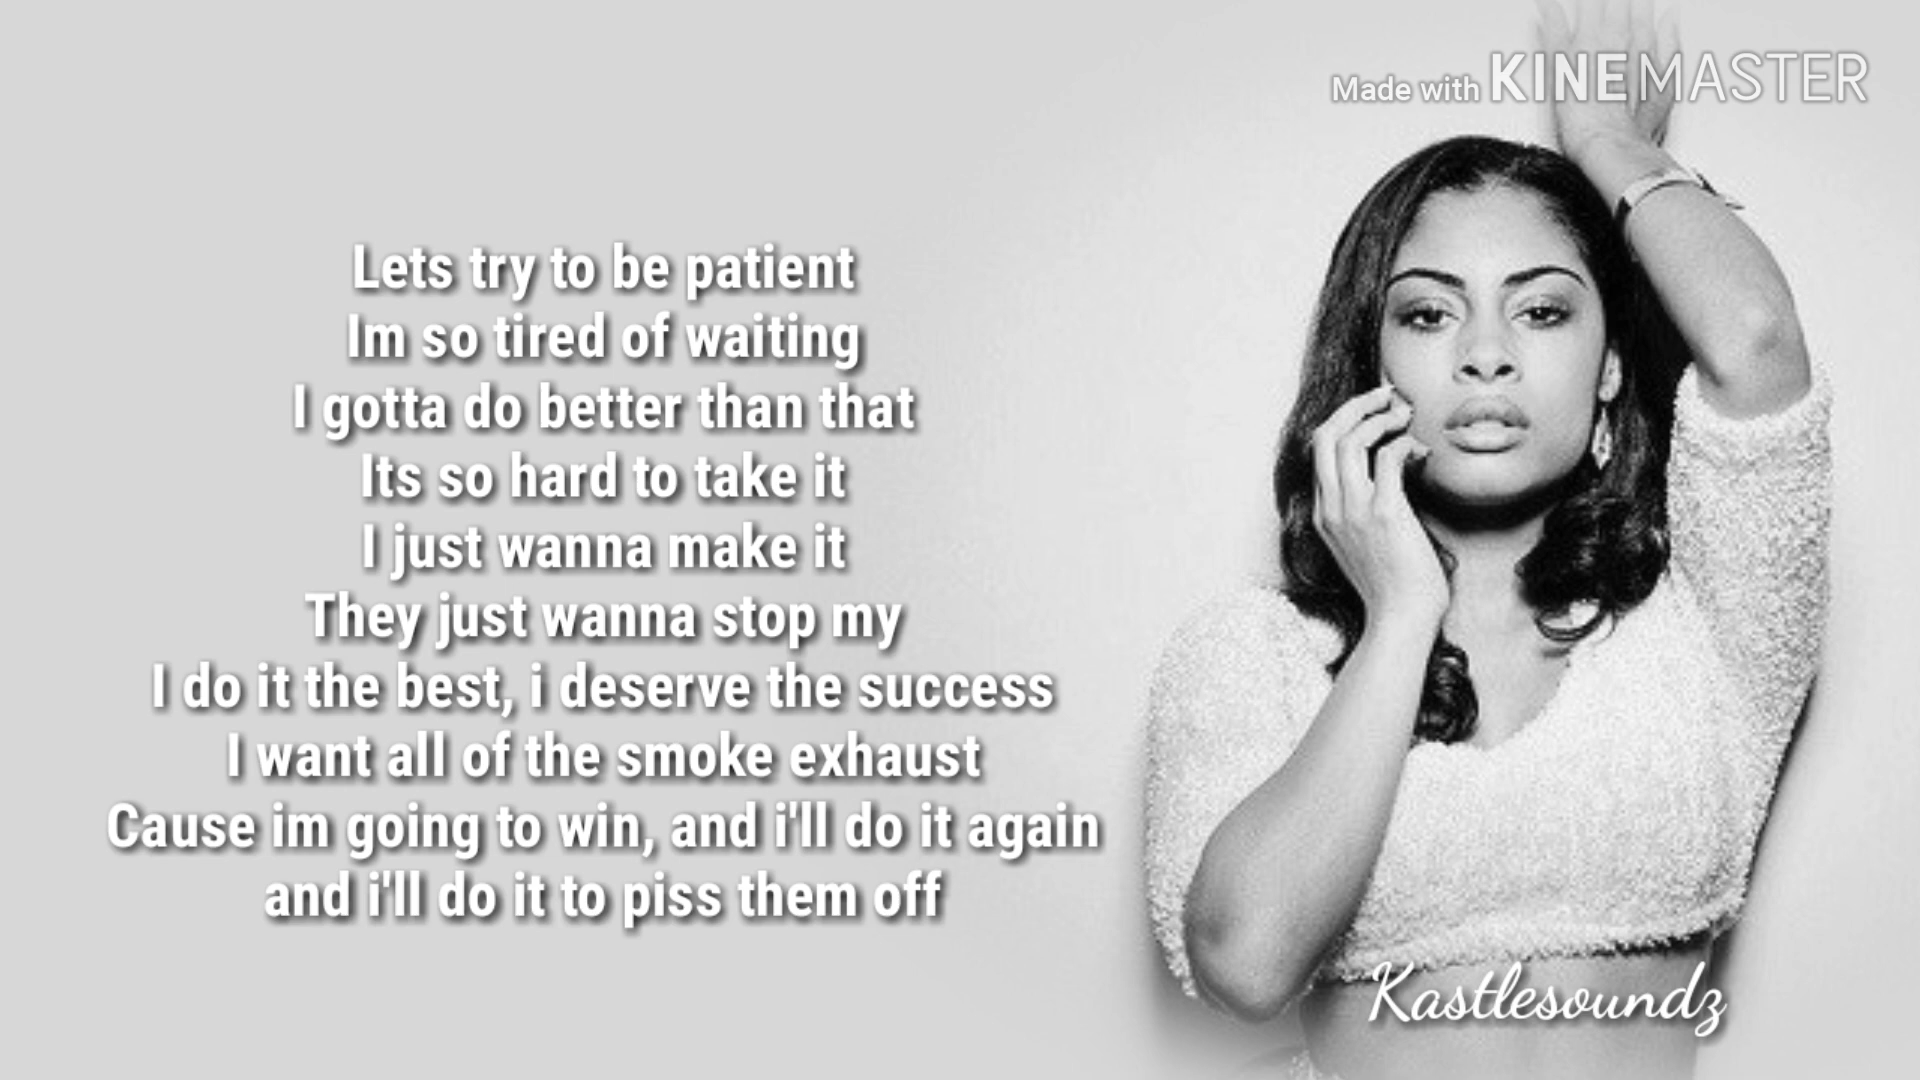 Made with KINEMASTER
Lets try to be patient
Im so tired of waiting
I gotta do better than that
Its so hard to take it
I just wanna make it
They just wanna stop my
I do it the best, i deserve the success
I want all of the smoke exhaust
Cause im going to win, and i'll do it again
and i'll do it to piss them off
Kastlesoundz